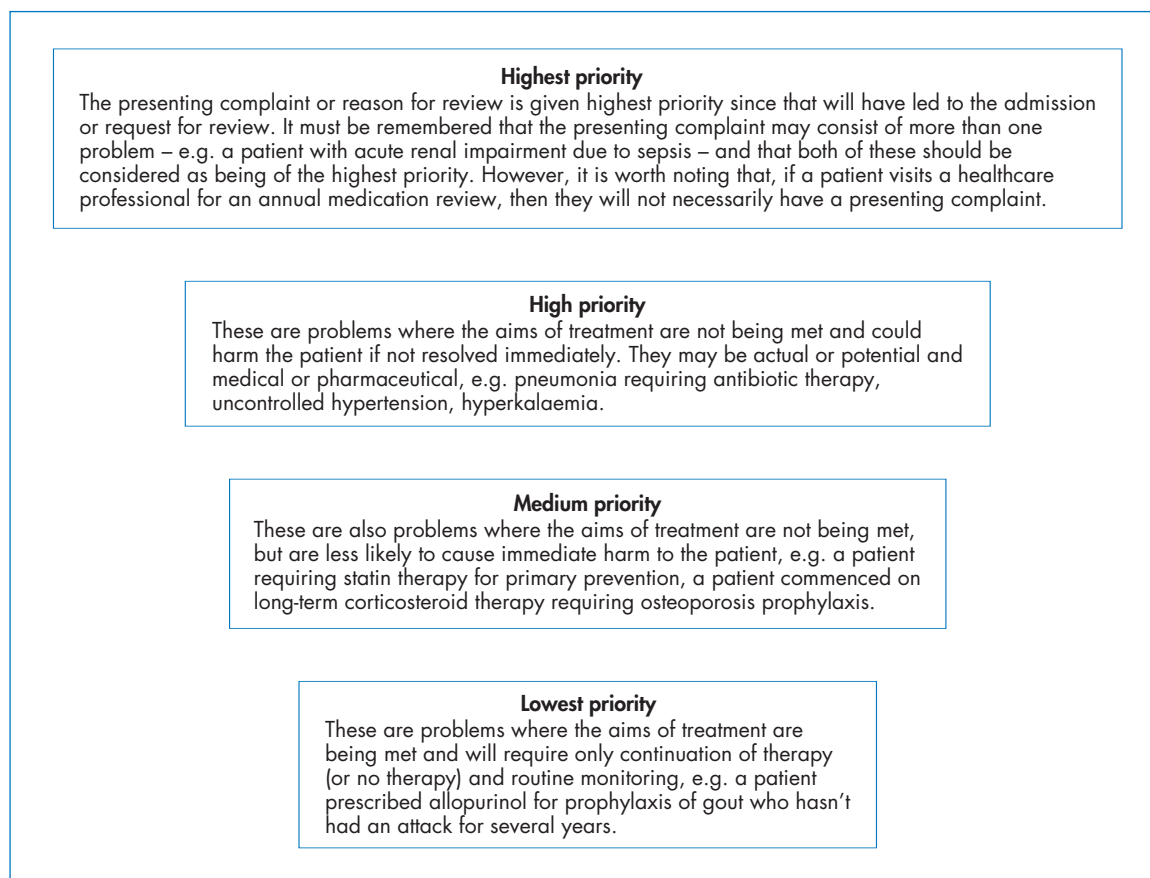 Highest priority
The presenting complaint or reason for review is given highest priority since that will have led to the admission
or request for review. It must be remembered that the presenting complaint may consist of more than one
problem – e.g. a patient with acute renal impairment due to sepsis – and that both of these should be
considered as being of the highest priority. However, it is worth noting that, if a patient visits a healthcare
professional for an annual medication review, then they will not necessarily have a presenting complaint.
High priority
These are problems where the aims of treatment are not being met and could
harm the patient if not resolved immediately. They may be actual or potential and
medical or pharmaceutical, e.g. pneumonia requiring antibiotic therapy,
uncontrolled hypertension, hyperkalaemia.
Medium priority
These are also problems where the aims of treatment are not being met,
but are less likely to cause immediate harm to the patient, e.g. a patient
requiring statin therapy for primary prevention, a patient commenced on
long-term corticosteroid therapy requiring osteoporosis prophylaxis.
Lowest priority
These are problems where the aims of treatment are
being met and will require only continuation of therapy
(or no therapy) and routine monitoring, e.g. a patient
prescribed allopurinol for prophylaxis of gout who hasn't
had an attack for several years.